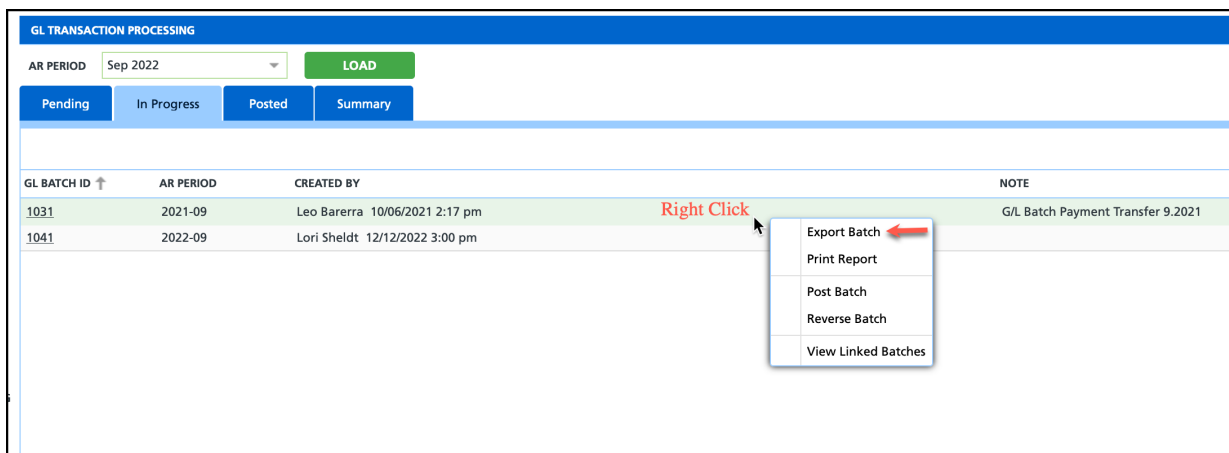 GL TRANSACTION PROCESSING
AR PERIOD Sep 2022 LOAD
Pending In Progress Posted Summary
GL BATCH ID AR PERIOD CREATED BY NOTE
1031 2021-09 Leo Barerra 10/06/2021 2:17 pm Right Click G/L Batch Payment Transfer 9.2021
1041 2022-09 Lori Sheldt 12/12/2022 3:00 pm
Export Batch
Print Report
Post Batch
Reverse Batch
View Linked Batches